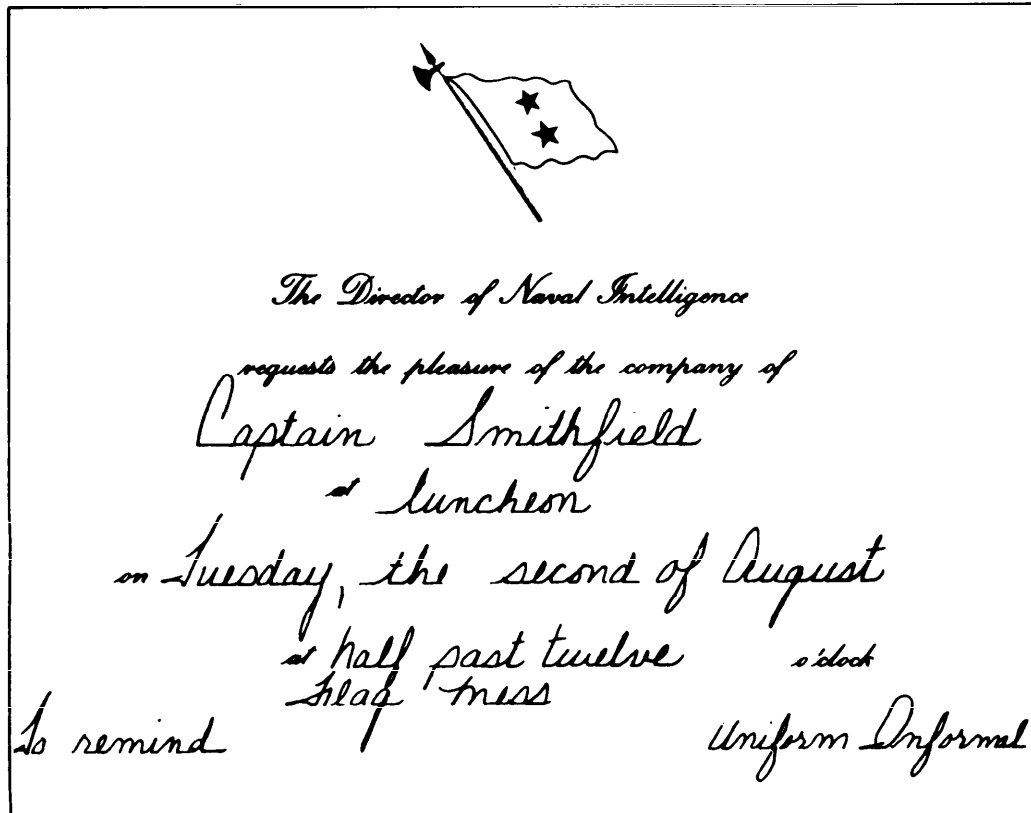 The Director of Naval Intelligence
requests the pleasure of the company of
Captain Smithfield
at luncheon
on Tuesday, the second of August
at half past twelve o'clock
Flag Mess
To remind Uniform Informal